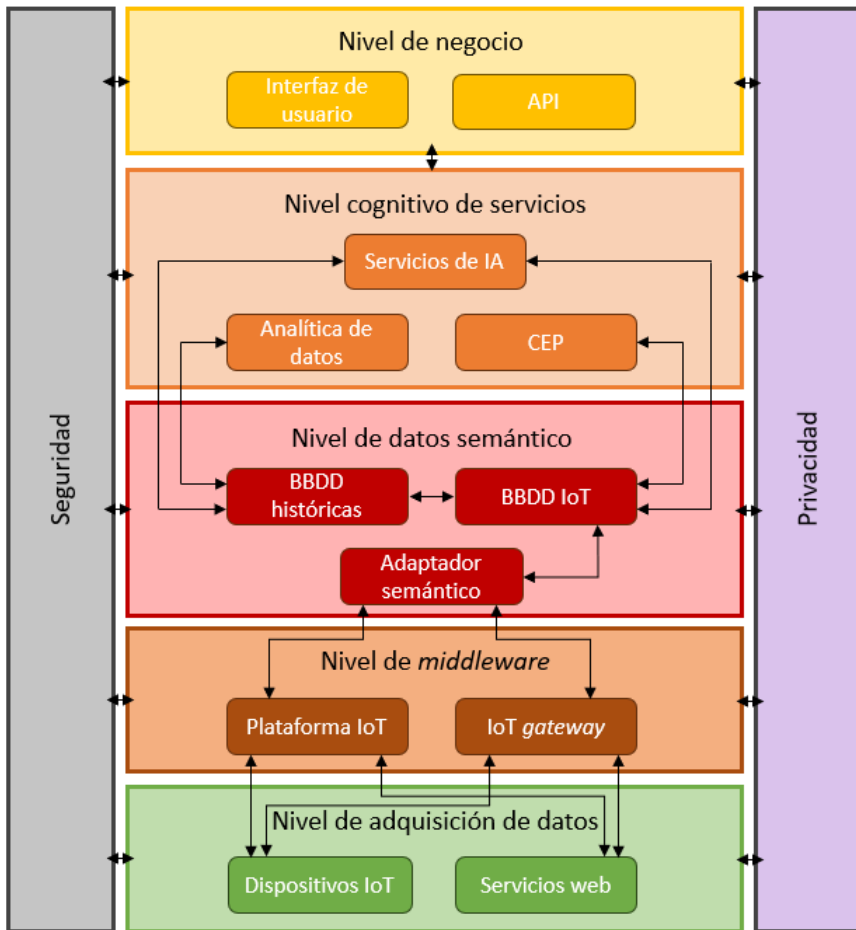 Nivel de negocio
Interfaz de
usuario
API
Nivel cognitivo de servicios
Servicios de IA
Analítica de
datos
CEP
Seguridad
Privacidad
Nivel de datos semántico
BBDD
históricas
BBDD IoT
Adaptador
semántico
Nivel de middleware
Plataforma IoT
IoT gateway
Nivel de adquisición de datos
Dispositivos IoT
Servicios web